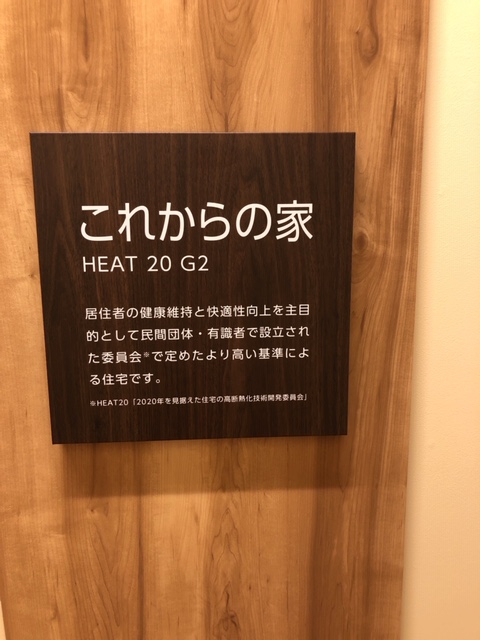 これからの家
HEAT 20 G2
居住者の健康維持と快適性向上を主目
的として民間団体・有識者で設立され
た委員会※で定めたより高い基準によ
る住宅です。
※HEAT20「2020年を見据えた住宅の高断熱化技術開発委員会」